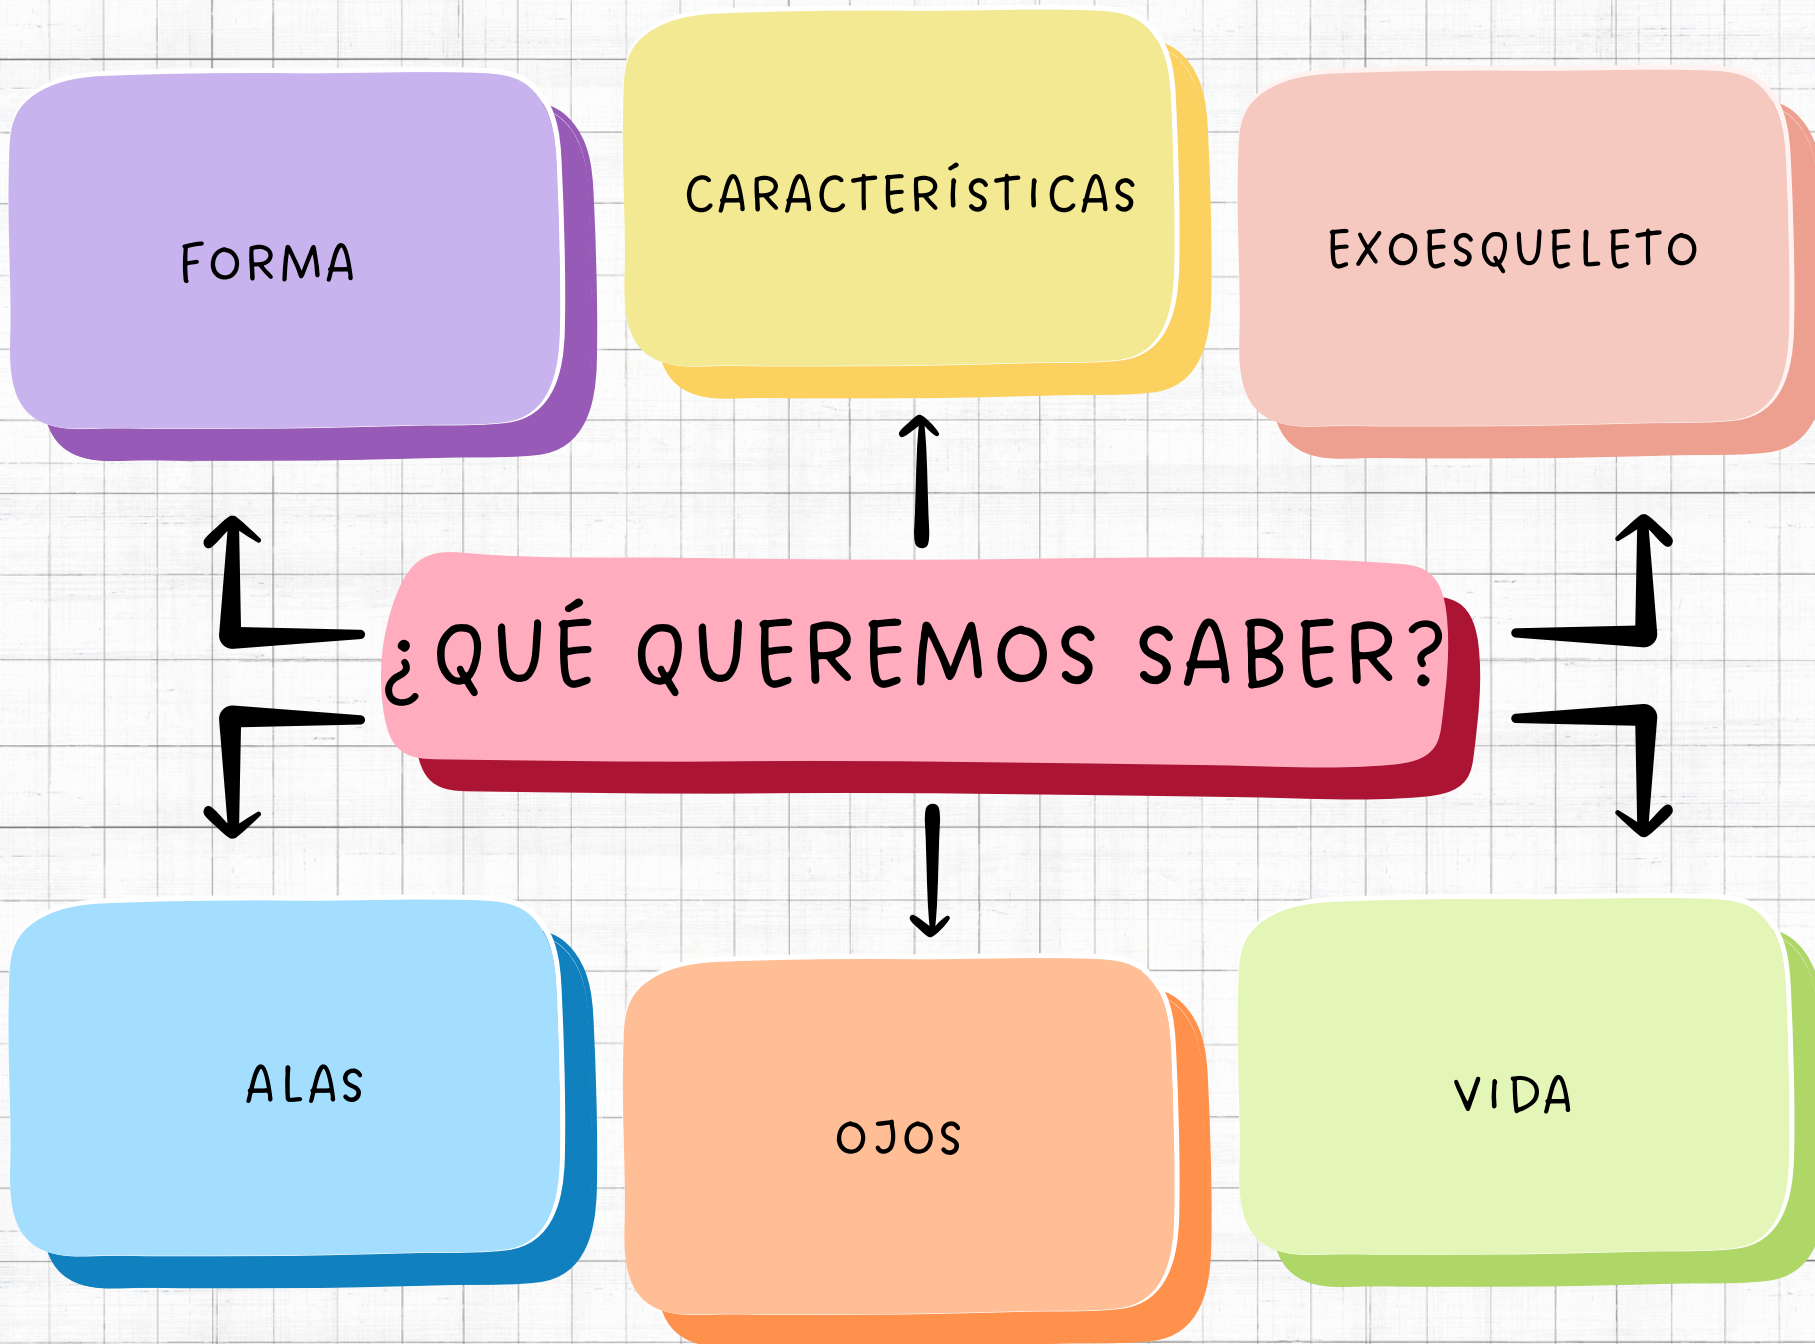 FORMA
CARACTERÍSTICAS
EXOESQUELETO
¿QUÉ QUEREMOS SABER?
ALAS
OJOS
VIDA